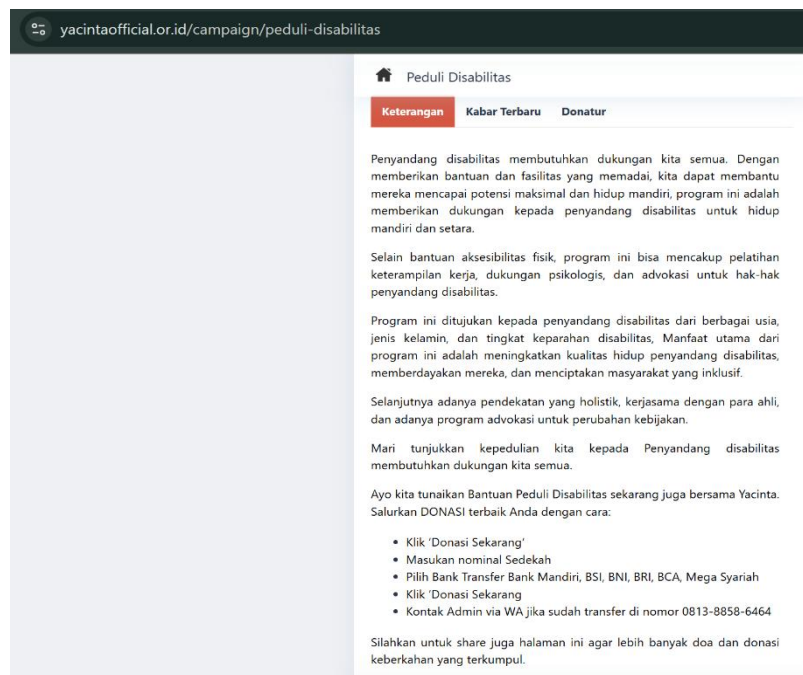 yacintaofficial.or.id/campaign/peduli-disabilitas
Peduli Disabilitas
Keterangan Kabar Terbaru Donatur
Penyandang disabilitas membutuhkan dukungan kita semua. Dengan
memberikan bantuan dan fasilitas yang memadai, kita dapat membantu
mereka mencapai potensi maksimal dan hidup mandiri, program ini adalah
memberikan dukungan kepada penyandang disabilitas untuk hidup
mandiri dan setara.
Selain bantuan aksesibilitas fisik, program ini bisa mencakup pelatihan
keterampilan kerja, dukungan psikologis, dan advokasi untuk hak-hak
penyandang disabilitas.
Program ini ditujukan kepada penyandang disabilitas dari berbagai usia,
jenis kelamin, dan tingkat keparahan disabilitas, Manfaat utama dari
program ini adalah meningkatkan kualitas hidup penyandang disabilitas,
memberdayakan mereka, dan menciptakan masyarakat yang inklusif.
Selanjutnya adanya pendekatan yang holistik, kerjasama dengan para ahli,
dan adanya program advokasi untuk perubahan kebijakan.
Mari tunjukkan kepedulian kita kepada Penyandang disabilitas
membutuhkan dukungan kita semua.
Ayo kita tunaikan Bantuan Peduli Disabilitas sekarang juga bersama Yacinta.
Salurkan DONASI terbaik Anda dengan cara:
• Klik 'Donasi Sekarang'
• Masukan nominal Sedekah
• Pilih Bank Transfer Bank Mandiri, BSI, BNI, BRI, BCA, Mega Syariah
• Klik 'Donasi Sekarang
• Kontak Admin via WA jika sudah transfer di nomor 0813-8858-6464
Silahkan untuk share juga halaman ini agar lebih banyak doa dan donasi
keberkahan yang terkumpul.